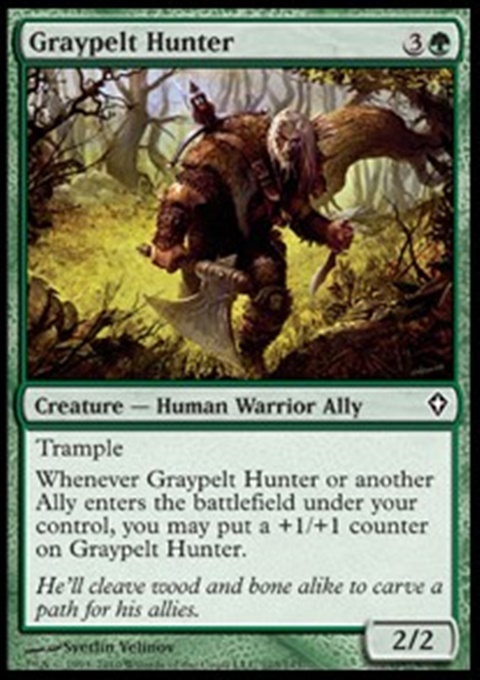 Graypelt Hunter 3
Creature — Human Warrior Ally
Trample
Whenever Graypelt Hunter or another
Ally enters the battlefield under your
control, you may put a +1/+1 counter
on Graypelt Hunter.
He'll cleave wood and bone alike to carve a
path for his allies.
2/2
Svetlin Velinov